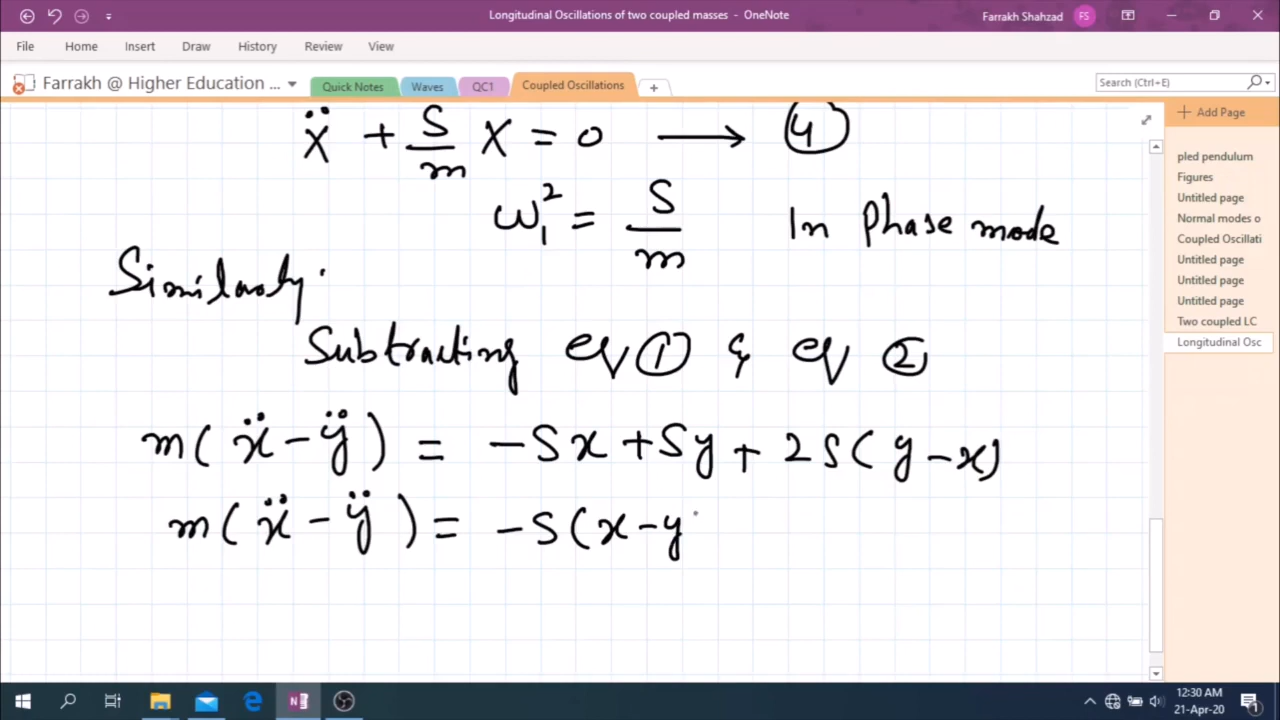 Longitudinal Oscillations of two coupled masses - OneNote
Farrakh Shahzad FS
File Home Insert Draw History Review View
Farrakh @ Higher Education ... Quick Notes Waves QC1 Coupled Oscillations + Search (Ctrl+E)
+ Add Page
pled pendulum
Figures
Untitled page
Normal modes o
Coupled Oscillati
Untitled page
Untitled page
Untitled page
Two coupled LC
Longitudinal Osc
Ẍ + S/m X = 0 → ④
ω₁² = S/m In Phase mode
Similarly
Subtracting eq ① & eq ②
m(ẍ - ÿ) = -Sx + Sy + 2S(y - x)
m(ẍ - ÿ) = -S(x - y
12:30 AM
21-Apr-20
1